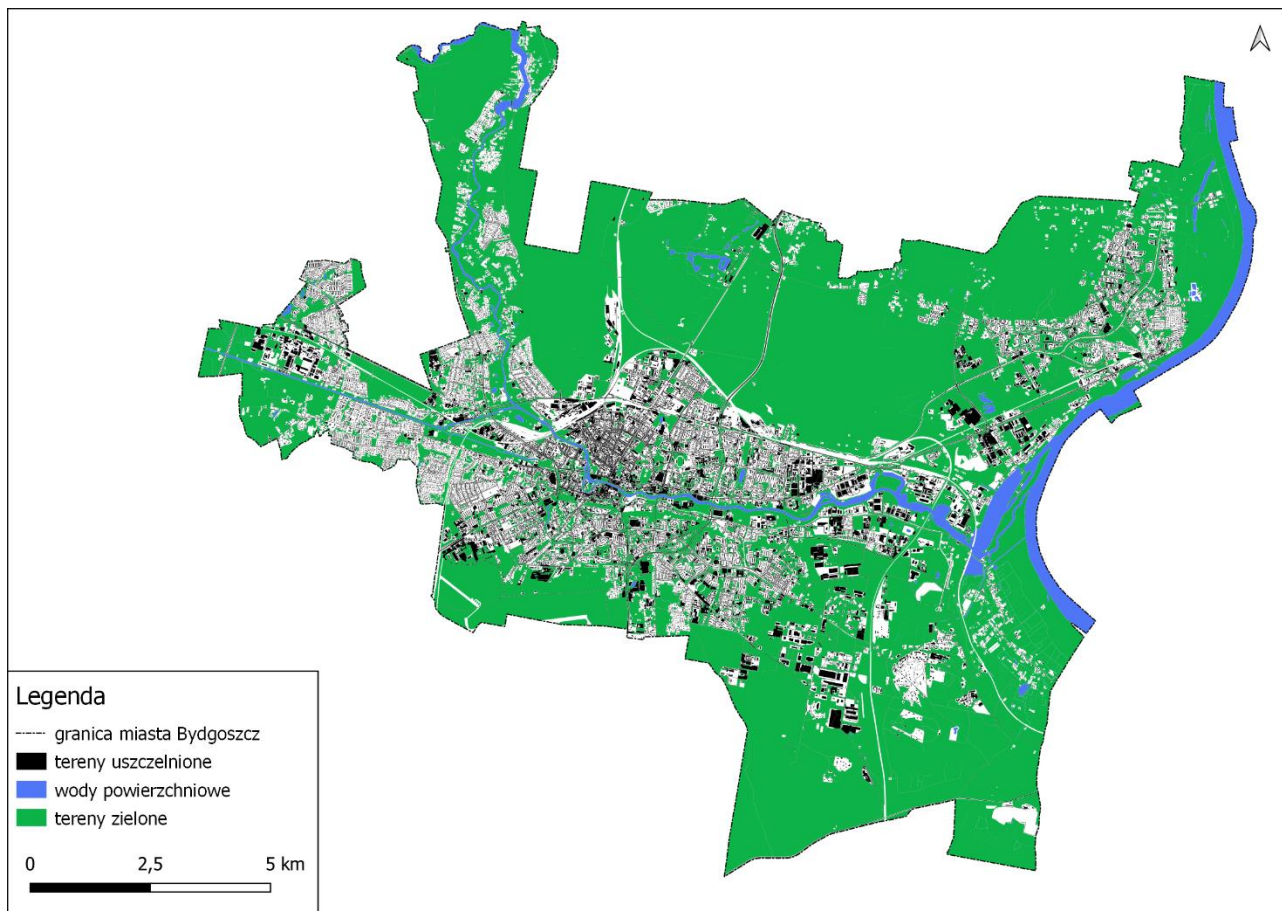 Legenda
granica miasta Bydgoszcz
tereny uszczelnione
wody powierzchniowe
tereny zielone
0 2,5 5 km